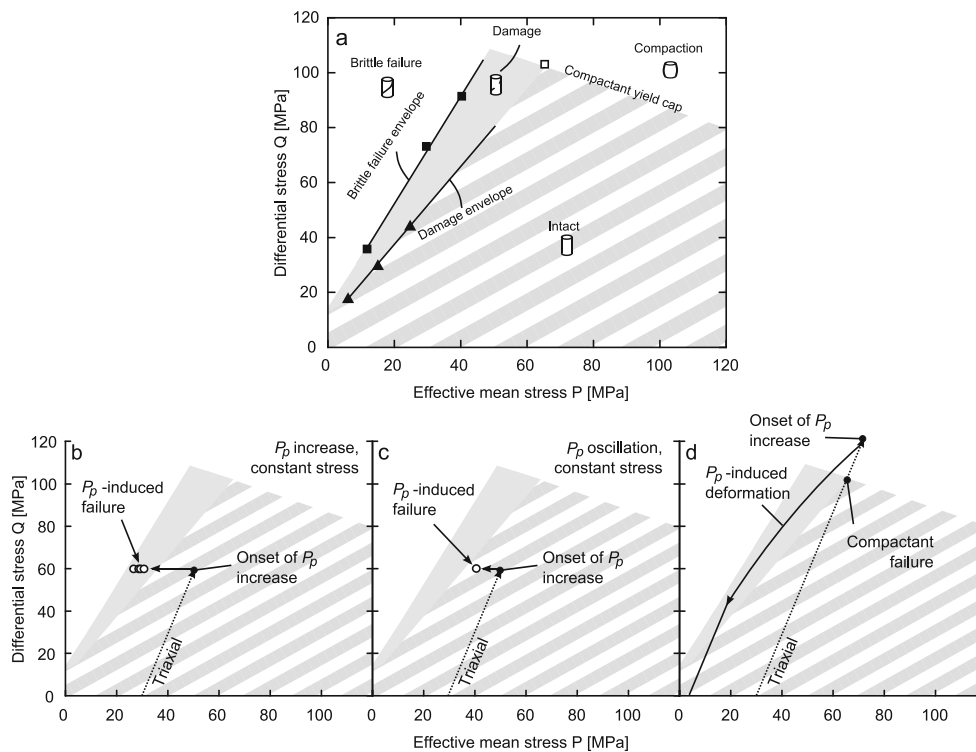 a
Brittle failure
Damage
Compaction
Compactant yield cap
Brittle failure envelope
Damage envelope
Intact
Differential stress Q [MPa]
120
100
80
60
40
20
0
0 20 40 60 80 100 120
Effective mean stress P [MPa]
b
Pp increase,
constant stress
Pp -induced
failure
Onset of Pp
increase
Triaxial
Differential stress Q [MPa]
120
100
80
60
40
20
0
0 20 40 60 80 100
Effective mean stress P [MPa]
c
Pp oscillation,
constant stress
Pp -induced
failure
Onset of Pp
increase
Triaxial
0 20 40 60 80 100
d
Onset of Pp
increase
Pp -induced
deformation
Compactant
failure
Triaxial
0 20 40 60 80 100
Effective mean stress P [MPa]